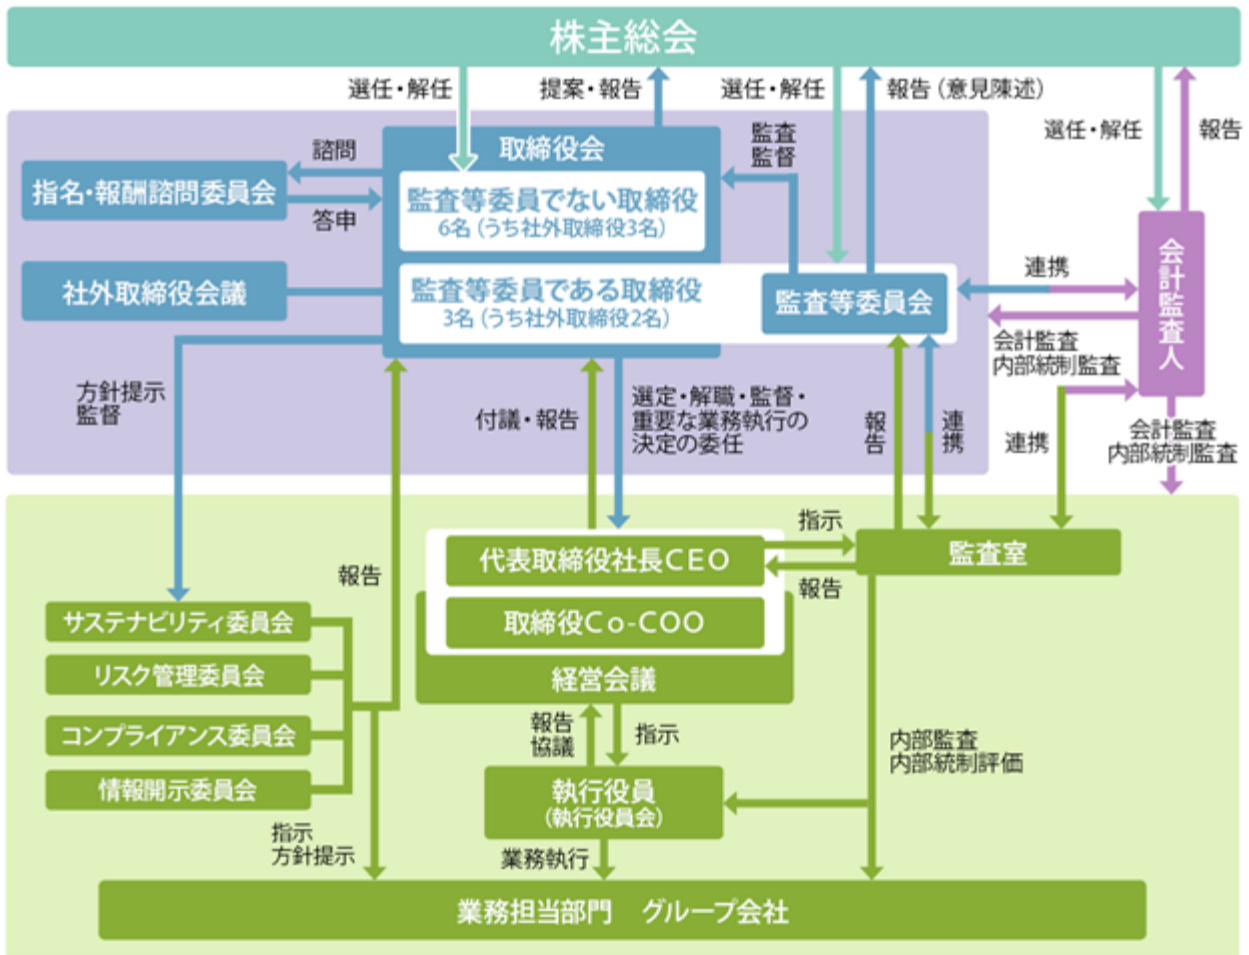 株主総会
選任・解任
提案・報告
選任・解任
報告（意見陳述）
選任・解任
報告
取締役会
監査
監督
諮問
指名・報酬諮問委員会
答申
監査等委員でない取締役
6名（うち社外取締役3名）
社外取締役会議
監査等委員である取締役
3名（うち社外取締役2名）
監査等委員会
連携
会計監査人
会計監査
内部統制監査
方針提示
監督
付議・報告
選定・解職・監督・
重要な業務執行の
決定の委任
報告
連携
連携
会計監査
内部統制監査
代表取締役社長CEO
指示
監査室
報告
報告
取締役Co-COO
経営会議
サステナビリティ委員会
リスク管理委員会
コンプライアンス委員会
情報開示委員会
報告
協議
指示
内部監査
内部統制評価
執行役員
（執行役員会）
指示
方針提示
業務執行
業務担当部門　グループ会社